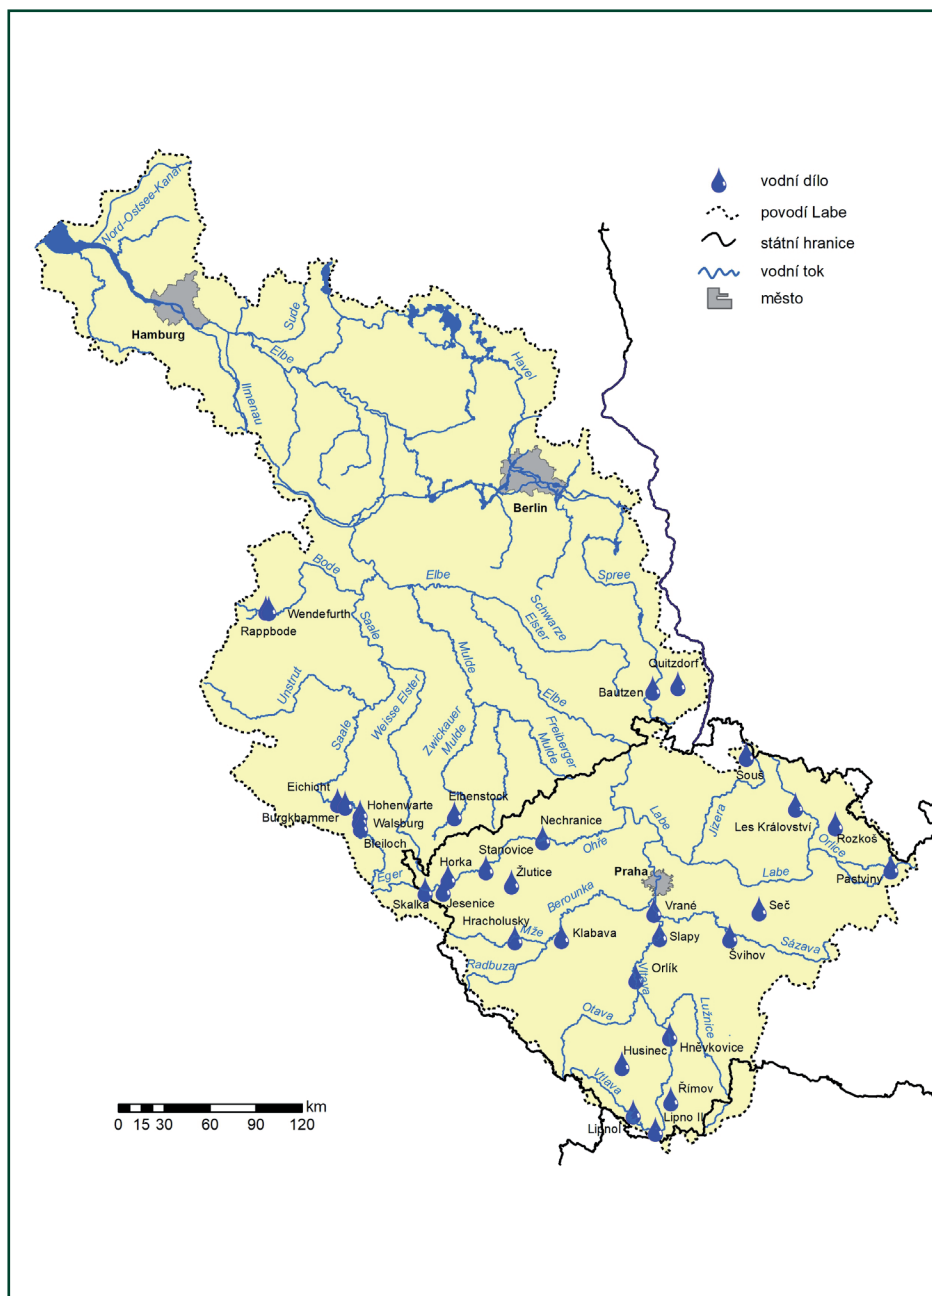 vodní dílo
povodí Labe
státní hranice
vodní tok
město
Nord-Ostsee-Kanal
Hamburg
Sude
Elbe
Ilmenau
Havel
Berlin
Bode
Elbe
Spree
Wendefurth
Rappbode
Saale
Schwarze
Elster
Mulde
Quitzdorf
Bautzen
Unstrut
Weisse Elster
Elbe
Saale
Zwickauer
Mulde
Freiberger
Mulde
Souš
Eichicht
Hohenwarte
Burgkhammer
Walsburg
Bleiloch
Eibenstock
Nechranice
Labe
Jizera
Les Království
Rozkoš
Orlice
Stanovice
Ohře
Horka
Žlutice
Praha
Labe
Pastviny
Eger
Skalka
Jesenice
Berounka
Vrané
Seč
Hracholusky
Mže
Klabava
Slapy
Švihov
Sázava
Radbuza
Orlík
Vltava
Otava
Lužnice
Husinec
Hněvkovice
Vltava
Římov
Lipno I
Lipno II
km
0 15 30 60 90 120